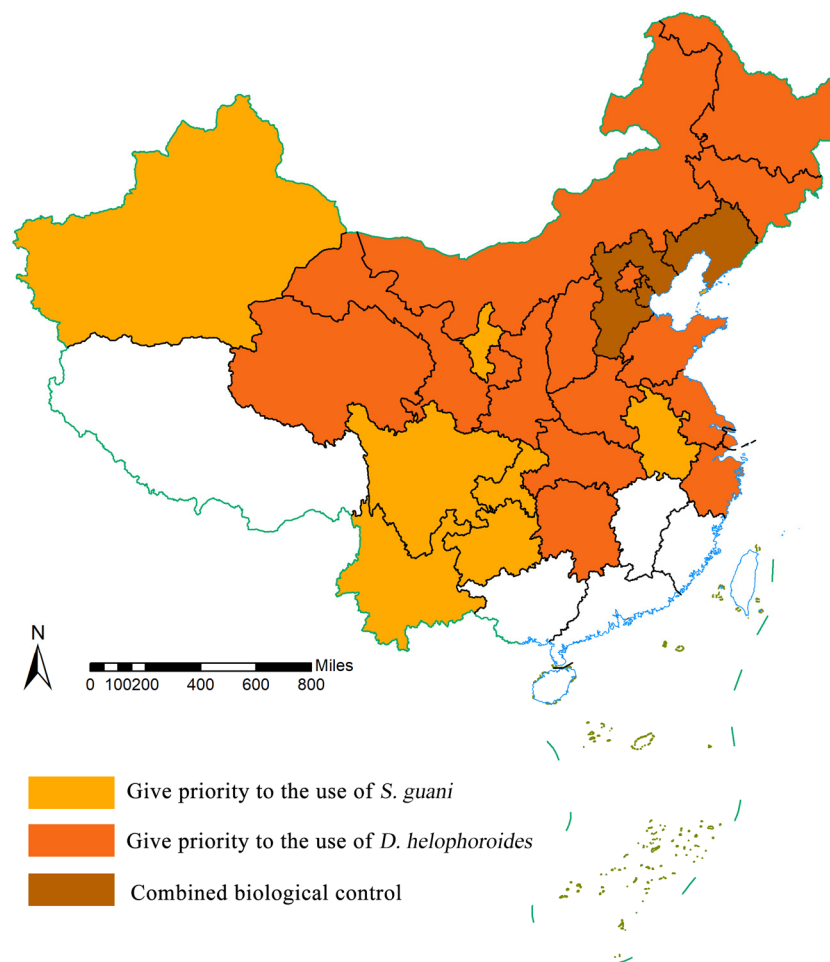 N
Miles
0 100200 400 600 800
Give priority to the use of S. guani
Give priority to the use of D. helophoroides
Combined biological control